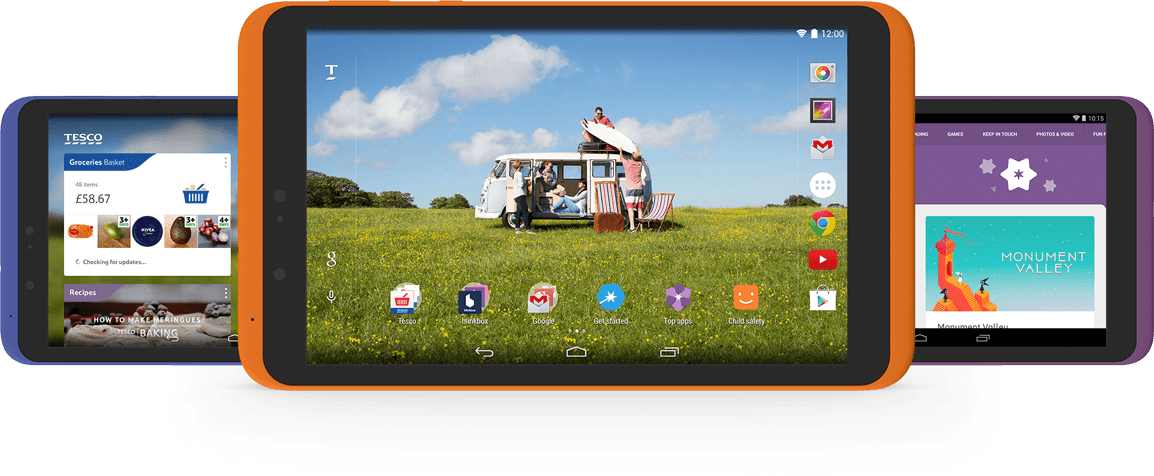 TESCO
Groceries Basket
48 items
£58.67
3+
NIVEA
3+
4+
Checking for updates...
Recipes
HOW TO MAKE MERINGUES
TESCO BAKING
T
12:00
8
Tesco
blinkbox
Google
Get started
Top apps
Child safety
10:15
ADING
GAMES
KEEP IN TOUCH
PHOTOS & VIDEO
FUN F
MONUMENT
VALLEY
Monument Valley